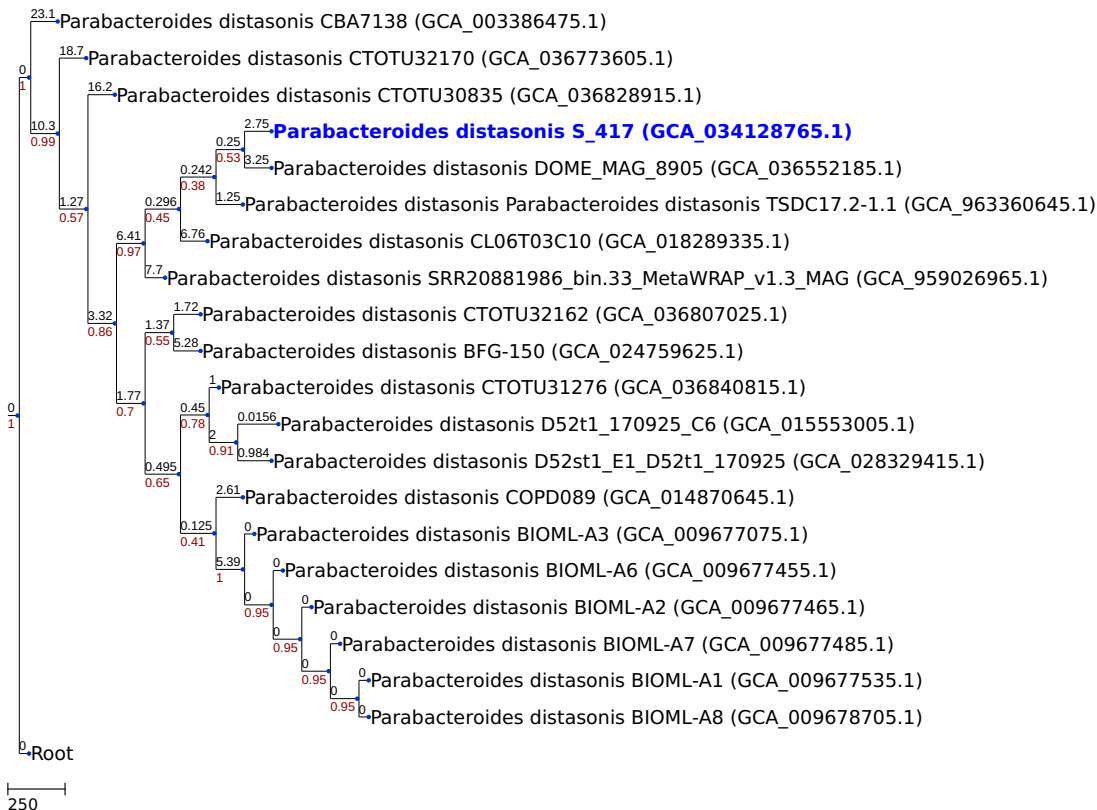 23.1 Parabacteroides distasonis CBA7138 (GCA_003386475.1)
18.7 Parabacteroides distasonis CTOTU32170 (GCA_036773605.1)
0
1
16.2 Parabacteroides distasonis CTOTU30835 (GCA_036828915.1)
10.3
0.99
2.75 Parabacteroides distasonis S_417 (GCA_034128765.1)
0.25
0.53
3.25 Parabacteroides distasonis DOME_MAG_8905 (GCA_036552185.1)
0.242
0.38
1.25 Parabacteroides distasonis Parabacteroides distasonis TSDC17.2-1.1 (GCA_963360645.1)
1.27
0.57
0.296
0.45
6.76 Parabacteroides distasonis CL06T03C10 (GCA_018289335.1)
6.41
0.97
7.7 Parabacteroides distasonis SRR20881986_bin.33_MetaWRAP_v1.3_MAG (GCA_959026965.1)
1.72 Parabacteroides distasonis CTOTU32162 (GCA_036807025.1)
3.32
0.86
1.37
0.55
5.28 Parabacteroides distasonis BFG-150 (GCA_024759625.1)
1 Parabacteroides distasonis CTOTU31276 (GCA_036840815.1)
1.77
0.7
0.45
0.78
0.0156 Parabacteroides distasonis D52t1_170925_C6 (GCA_015553005.1)
0
1
2
0.91
0.984 Parabacteroides distasonis D52st1_E1_D52t1_170925 (GCA_028329415.1)
0.495
0.65
2.61 Parabacteroides distasonis COPD089 (GCA_014870645.1)
0.125
0.41
0 Parabacteroides distasonis BIOML-A3 (GCA_009677075.1)
5.39
1
0 Parabacteroides distasonis BIOML-A6 (GCA_009677455.1)
0
0.95
0 Parabacteroides distasonis BIOML-A2 (GCA_009677465.1)
0
0.95
0 Parabacteroides distasonis BIOML-A7 (GCA_009677485.1)
0
0.95
0 Parabacteroides distasonis BIOML-A1 (GCA_009677535.1)
0
0.95
0 Parabacteroides distasonis BIOML-A8 (GCA_009678705.1)
0 Root
250